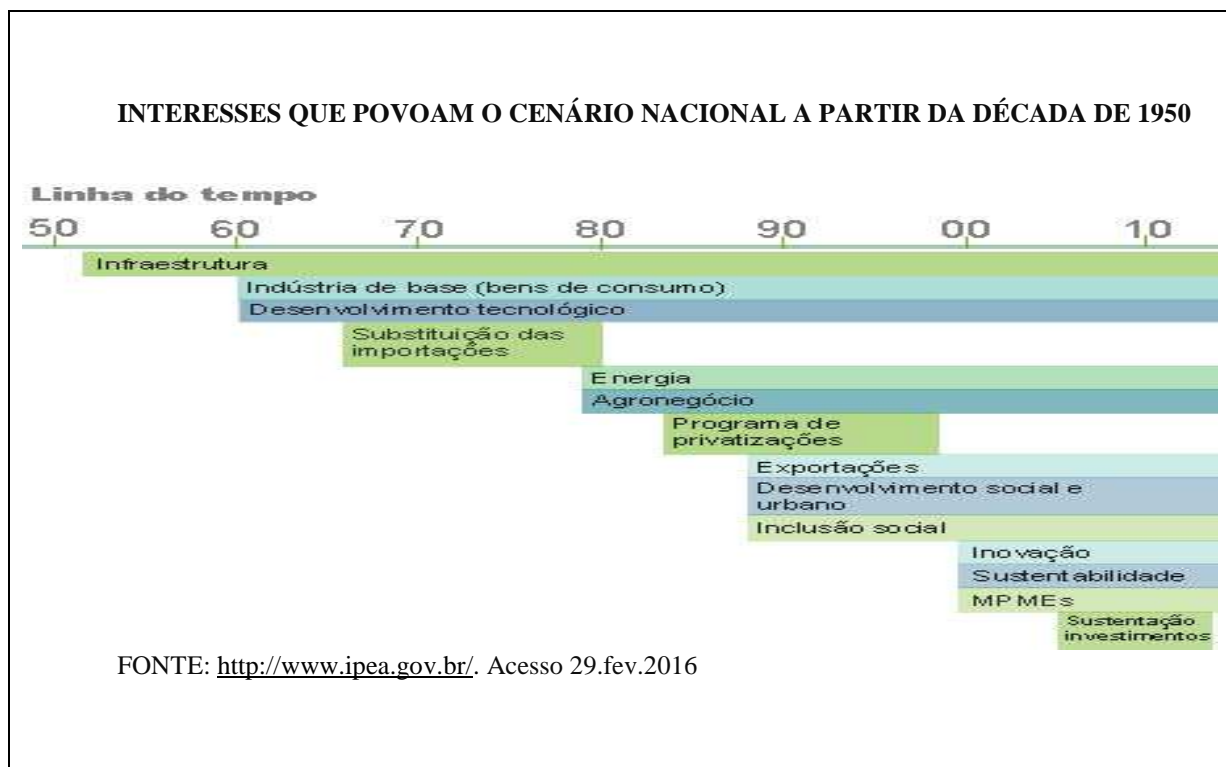 INTERESSES QUE POVOAM O CENÁRIO NACIONAL A PARTIR DA DÉCADA DE 1950
Linha do tempo
50 60 70 80 90 00 10
Infraestrutura
Indústria de base (bens de consumo)
Desenvolvimento tecnológico
Substituição das
importações
Energia
Agronegócio
Programa de
privatizações
Exportações
Desenvolvimento social e
urbano
Inclusão social
Inovação
Sustentabilidade
MPMEs
Sustentação
investimentos
FONTE: http://www.ipea.gov.br/. Acesso 29.fev.2016